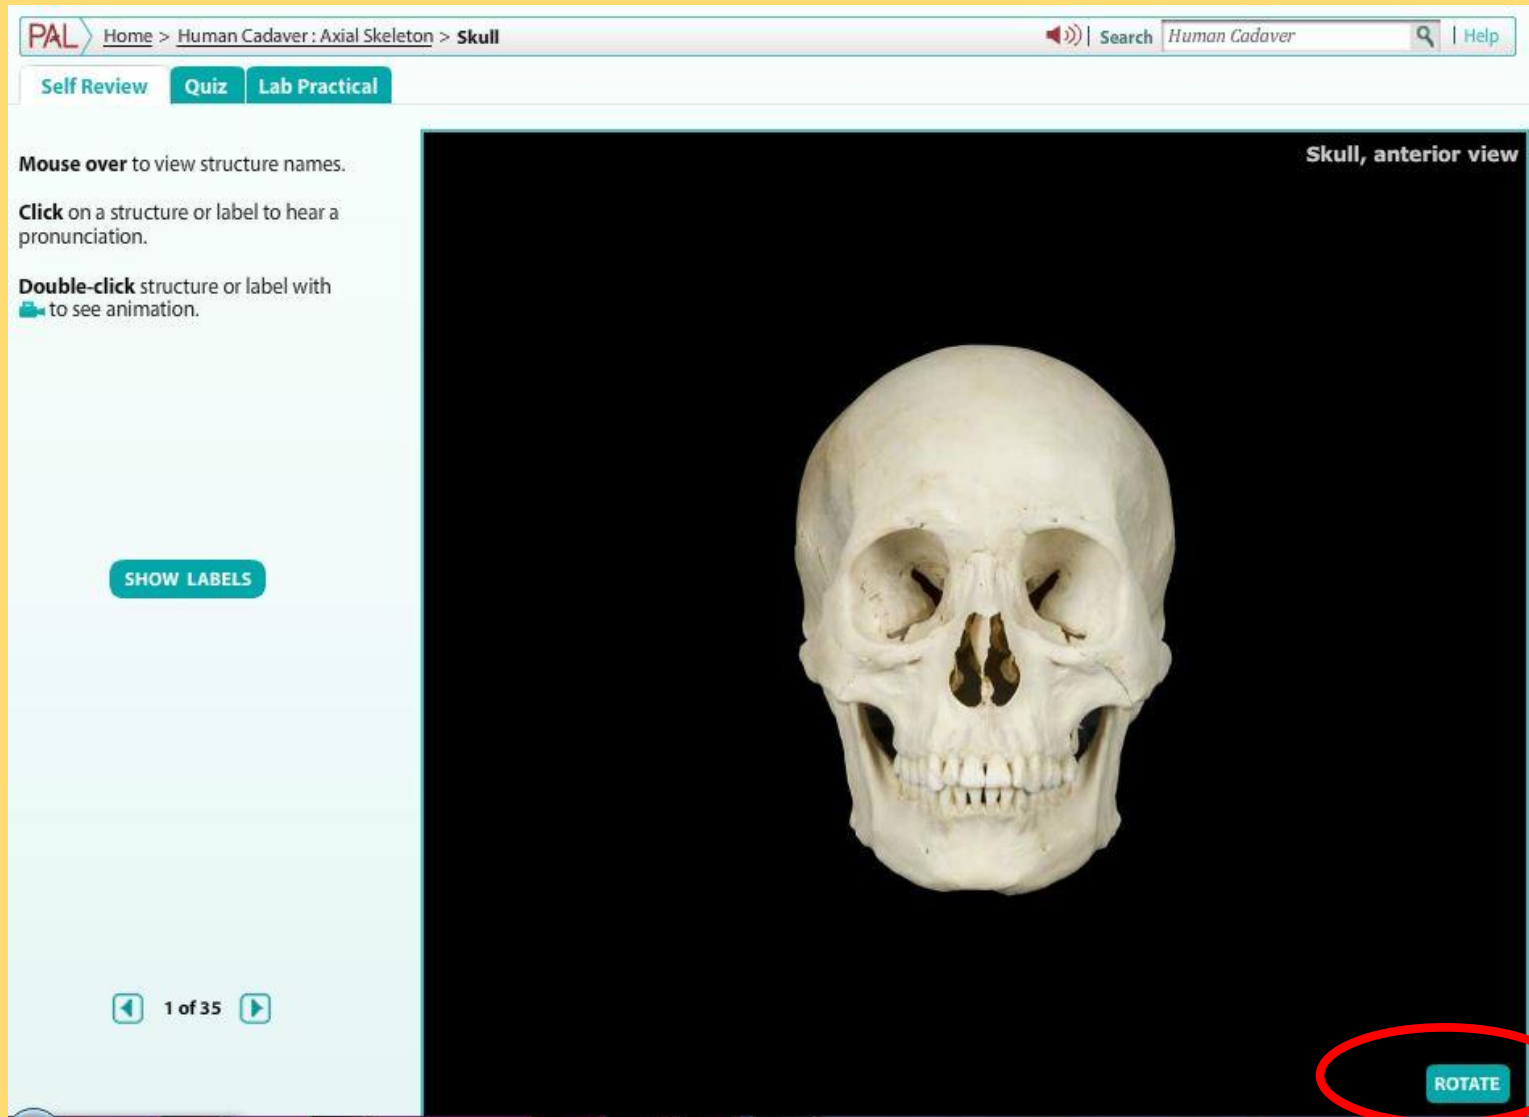 PAL Home > Human Cadaver : Axial Skeleton > Skull Search Human Cadaver | Help
Self Review Quiz Lab Practical
Mouse over to view structure names.
Click on a structure or label to hear a
pronunciation.
Double-click structure or label with
to see animation.
Skull, anterior view
SHOW LABELS
1 of 35
ROTATE